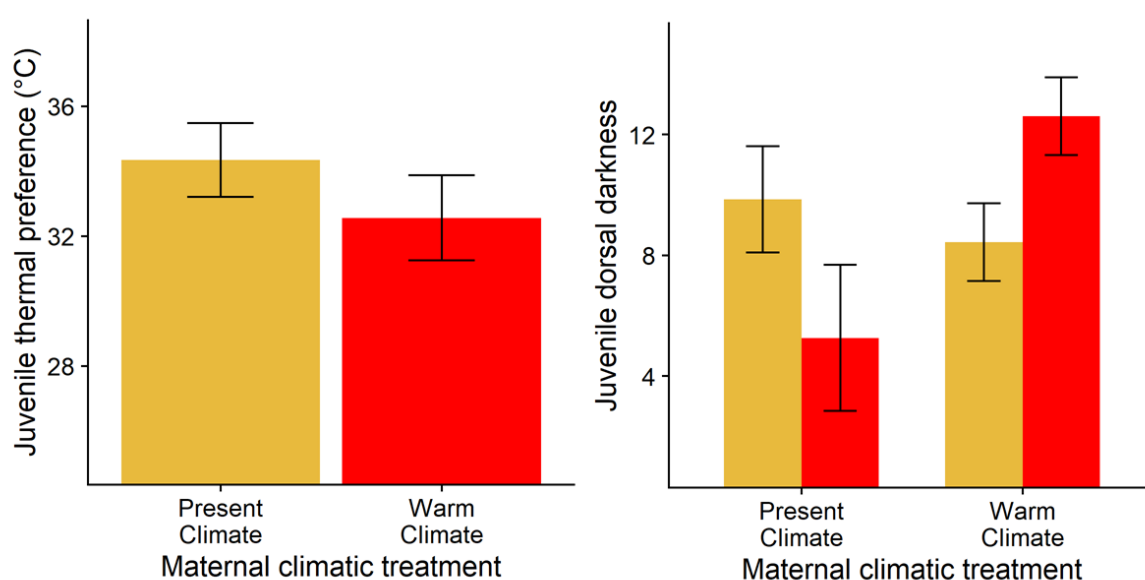 Juvenile thermal preference (°C)
36
32
28
Present
Climate
Warm
Climate
Maternal climatic treatment
Juvenile dorsal darkness
12
8
4
Present
Climate
Warm
Climate
Maternal climatic treatment